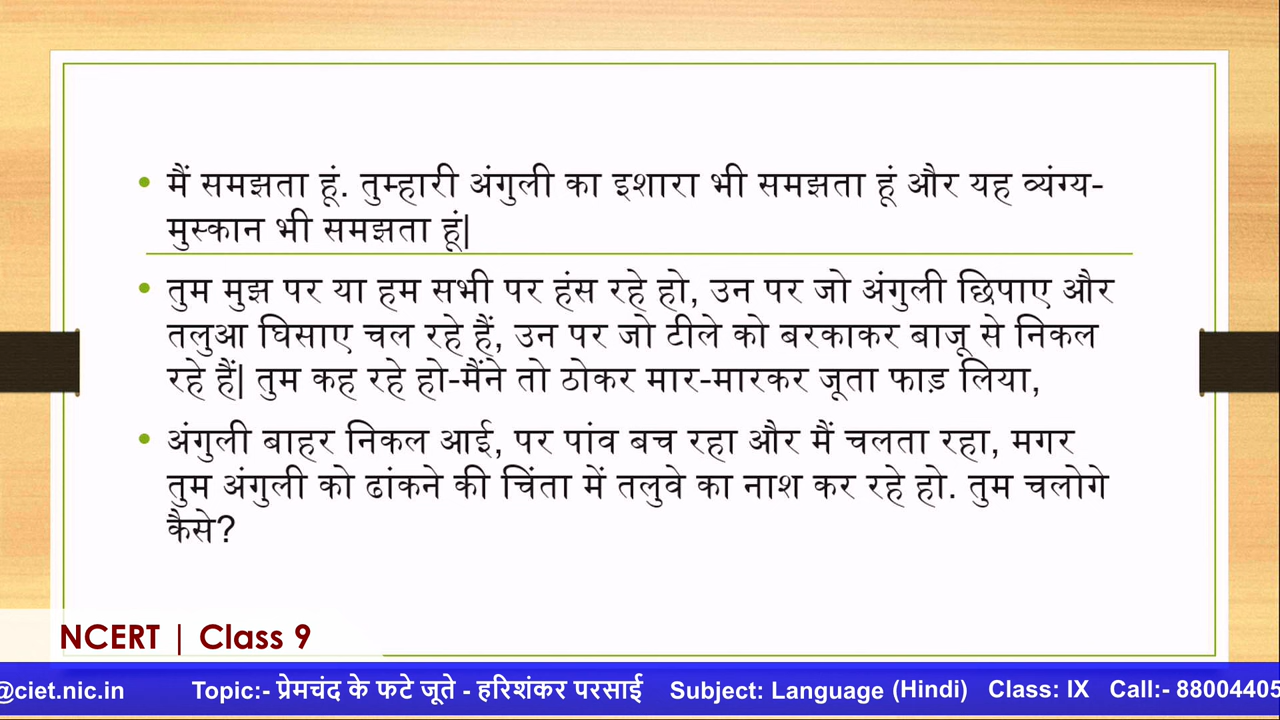 मैं समझता हूं. तुम्हारी अंगुली का इशारा भी समझता हूं और यह व्यंग्य-
मुस्कान भी समझता हूं|
तुम मुझ पर या हम सभी पर हंस रहे हो, उन पर जो अंगुली छिपाए और
तलुआ घिसाए चल रहे हैं, उन पर जो टीले को बरकाकर बाजू से निकल
रहे हैं| तुम कह रहे हो-मैंने तो ठोकर मार-मारकर जूता फाड़ लिया,
अंगुली बाहर निकल आई, पर पांव बच रहा और मैं चलता रहा, मगर
तुम अंगुली को ढांकने की चिंता में तलुवे का नाश कर रहे हो. तुम चलोगे
कैसे?
NCERT | Class 9
@ciet.nic.in Topic:- प्रेमचंद के फटे जूते - हरिशंकर परसाई Subject: Language (Hindi) Class: IX Call:- 88004405